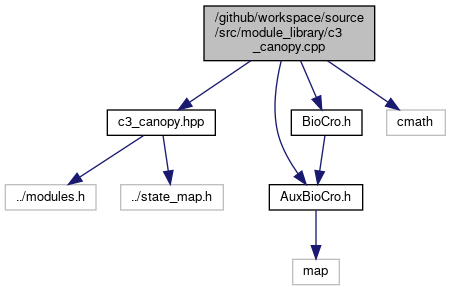 /github/workspace/source
/src/module_library/c3
_canopy.cpp
c3_canopy.hpp
BioCro.h
cmath
../modules.h
../state_map.h
AuxBioCro.h
map